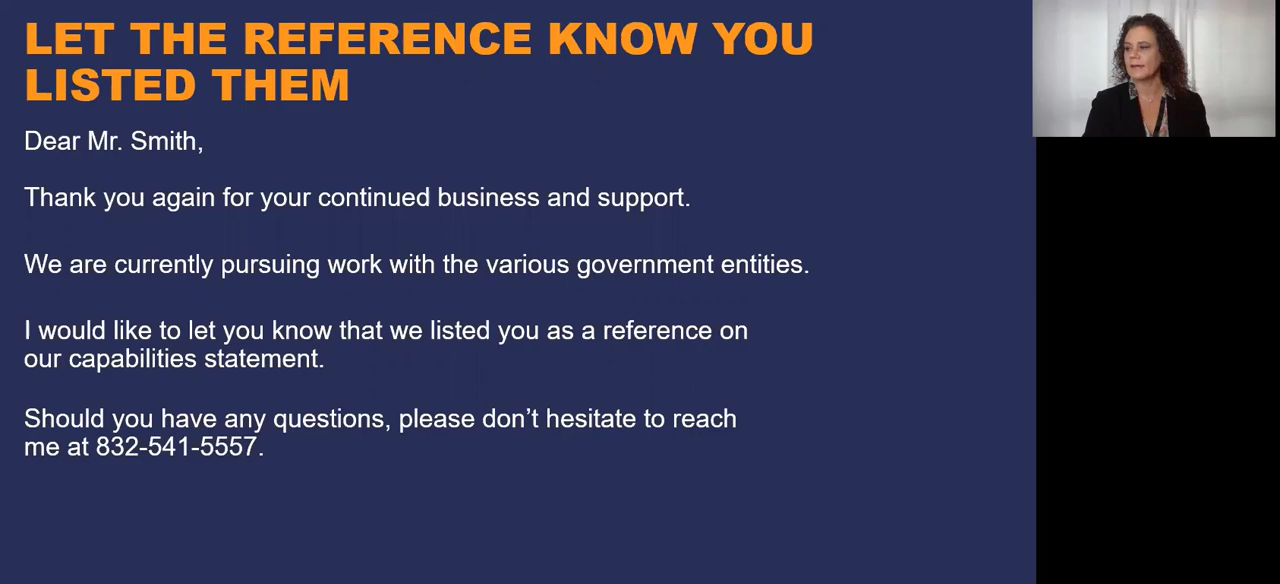 LET THE REFERENCE KNOW YOU
LISTED THEM
Dear Mr. Smith,
Thank you again for your continued business and support.
We are currently pursuing work with the various government entities.
I would like to let you know that we listed you as a reference on
our capabilities statement.
Should you have any questions, please don’t hesitate to reach
me at 832-541-5557.